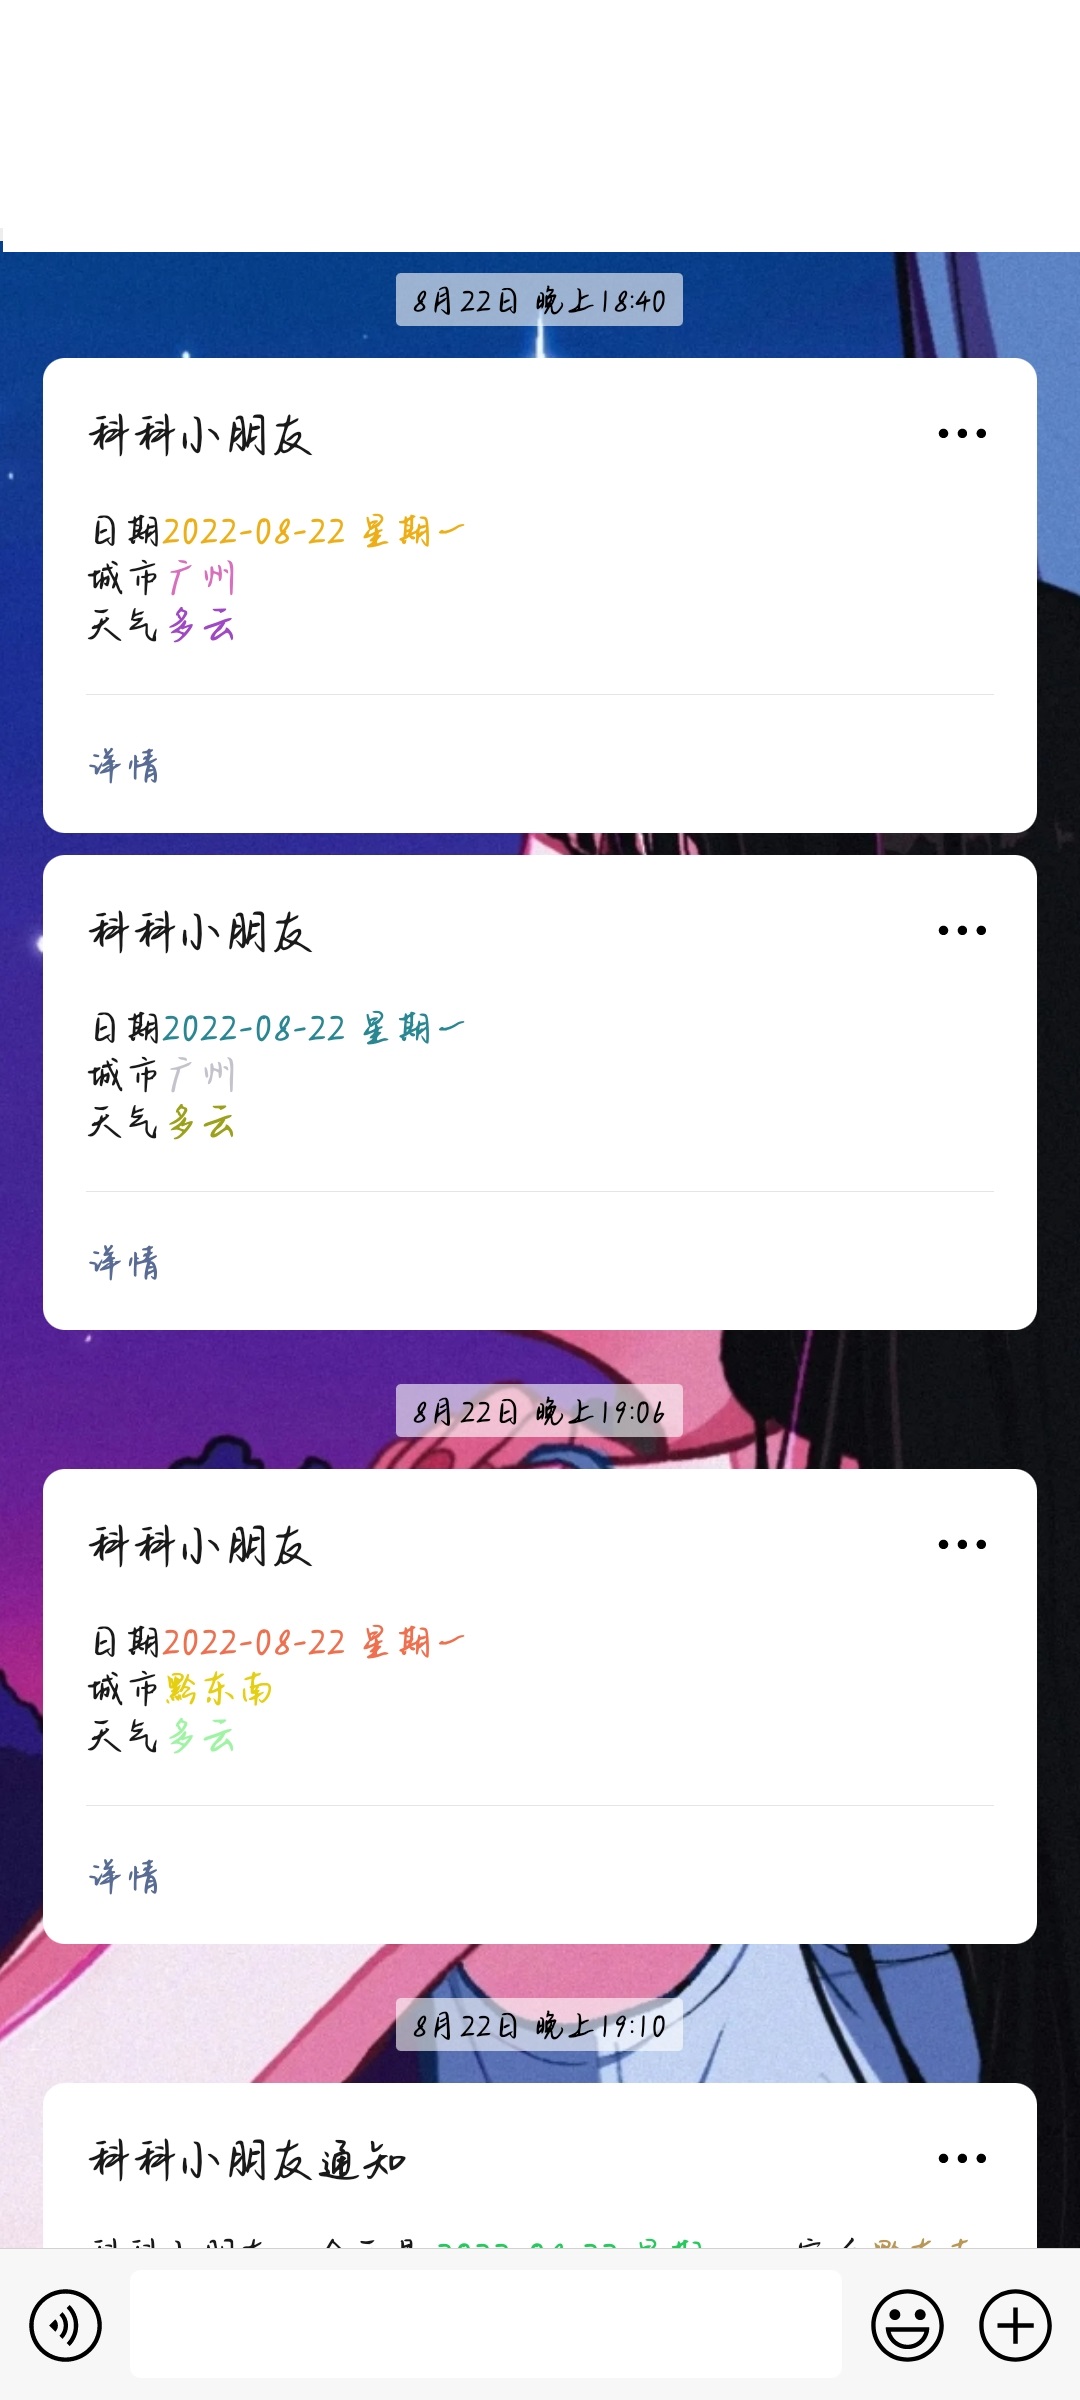 8月22日 晚上18:40
科科小朋友
日期2022-08-22 星期一
城市广州
天气多云
详情
科科小朋友
日期2022-08-22 星期一
城市广州
天气多云
详情
8月22日 晚上19:06
科科小朋友
日期2022-08-22 星期一
城市黔东南
天气多云
详情
8月22日 晚上19:10
科科小朋友通知